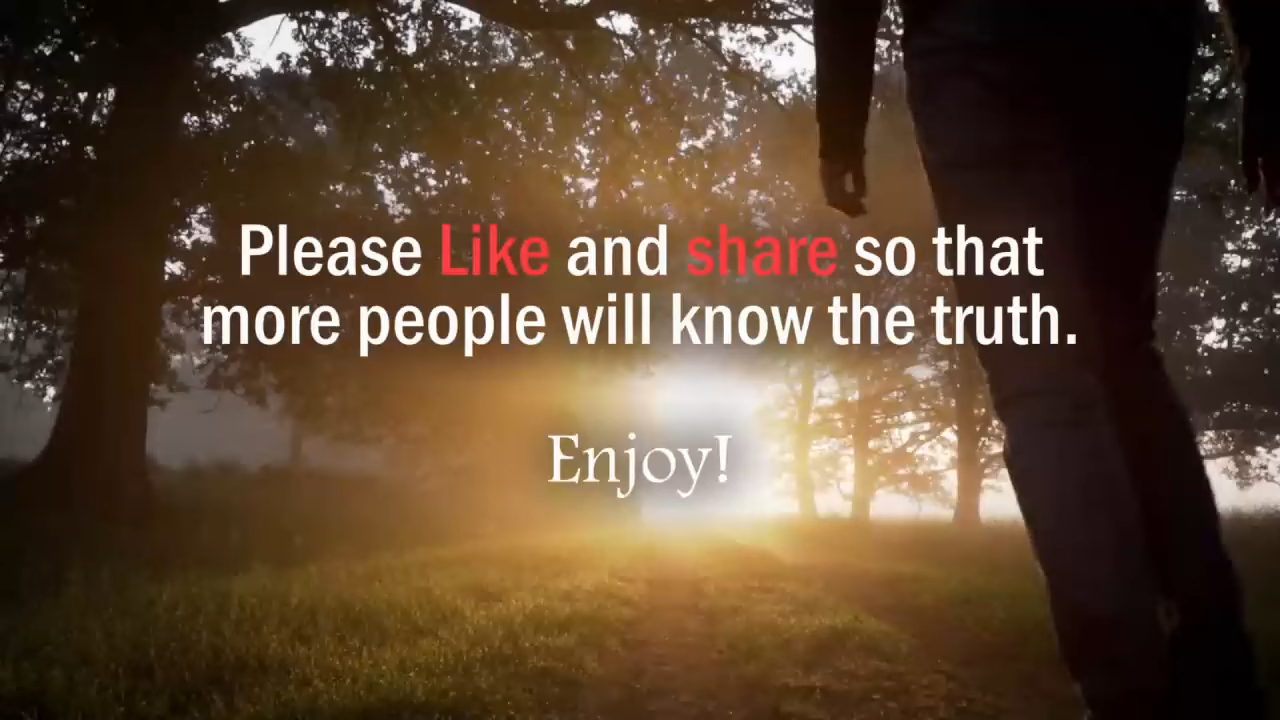 Please Like and share so that
more people will know the truth.
Enjoy!